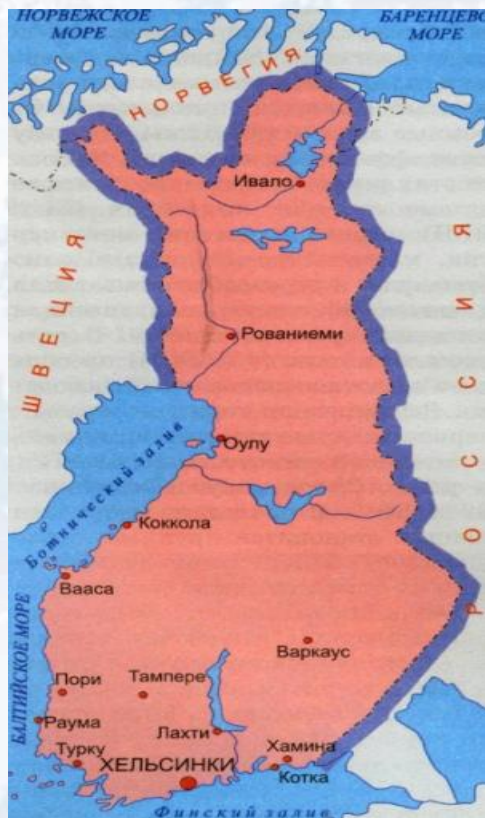 НОРВЕЖСКОЕ
МОРЕ
БАРЕНЦЕВО
МОРЕ
НОРВЕГИЯ
Ивало
ШВЕЦИЯ
РОССИЯ
Рованиеми
Оулу
Ботнический залив
Коккола
Вааса
Варкаус
БАЛТИЙСКОЕ МОРЕ
Пори
Тампере
Раума
Лахти
Турку
ХЕЛЬСИНКИ
Хамина
Котка
Финский залив